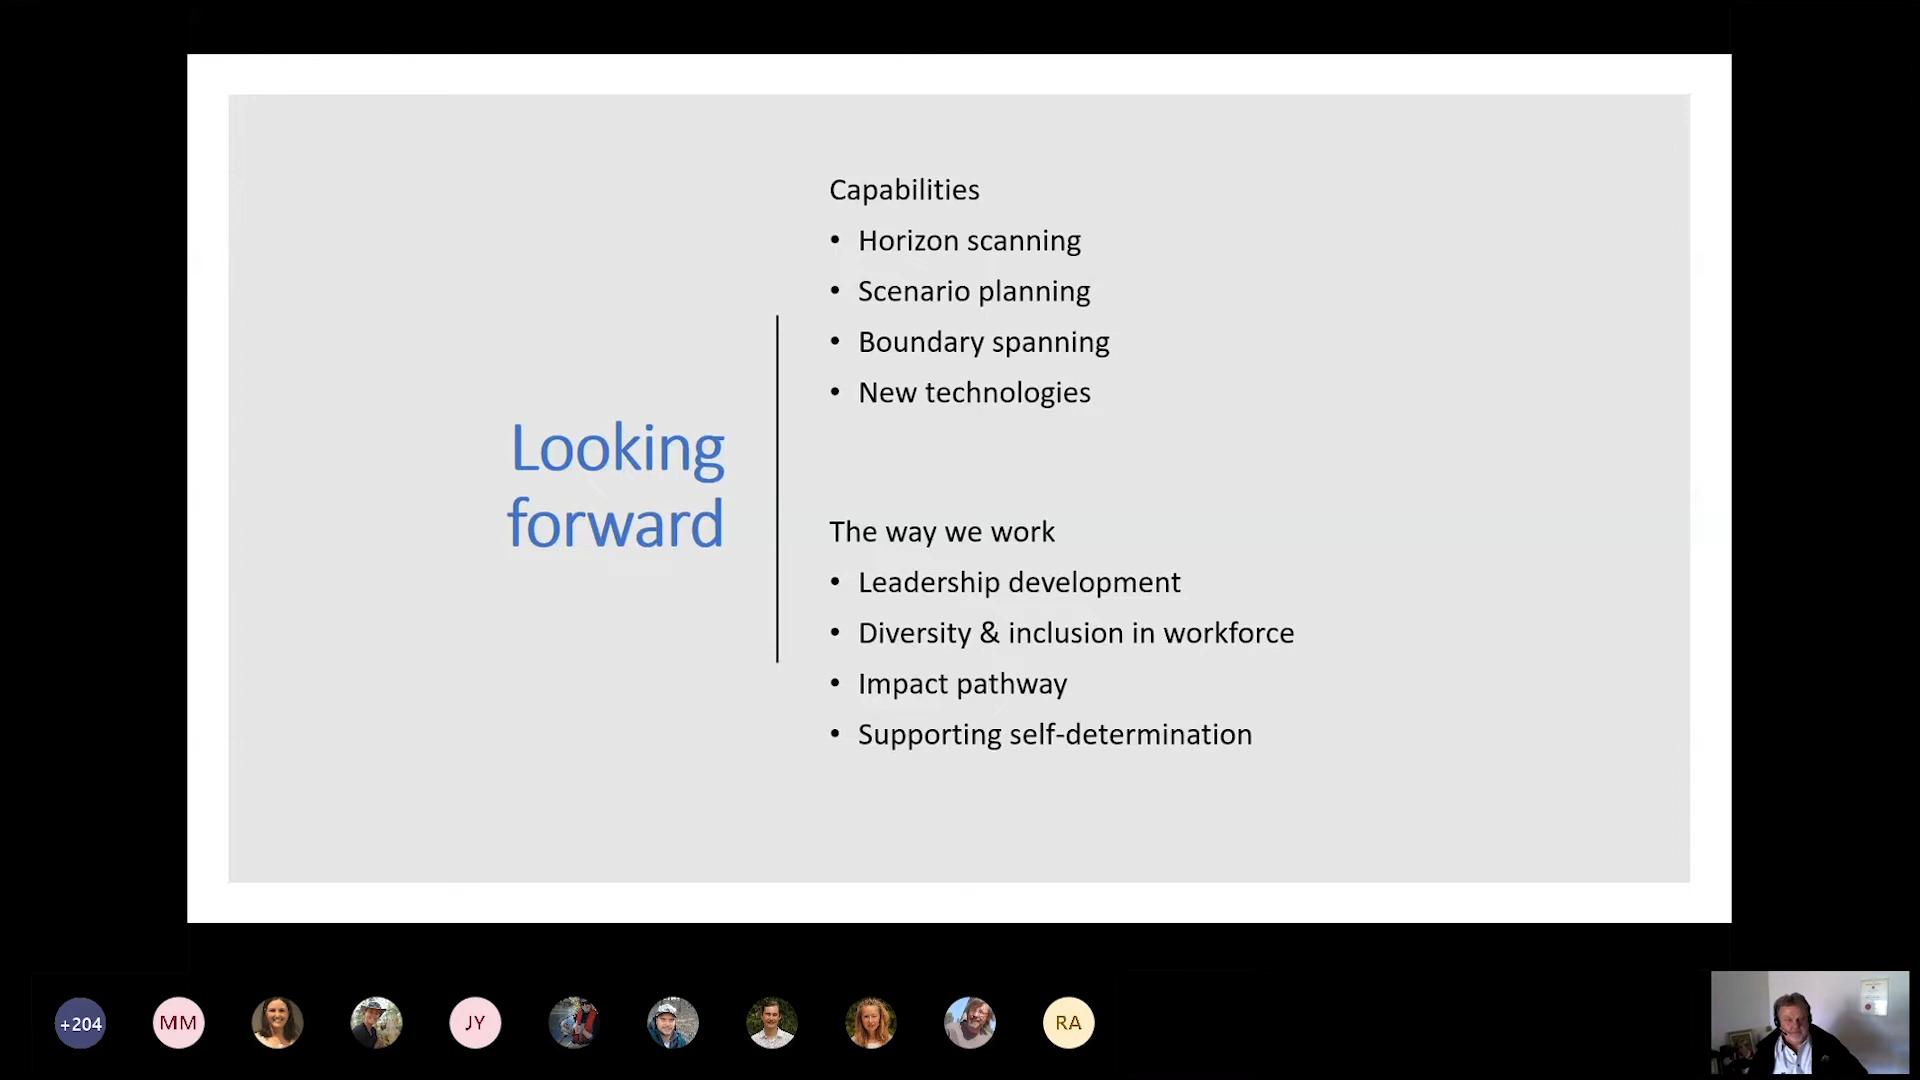 Looking
forward
Capabilities
• Horizon scanning
• Scenario planning
• Boundary spanning
• New technologies
The way we work
• Leadership development
• Diversity & inclusion in workforce
• Impact pathway
• Supporting self-determination
+204
MM
JY
RA